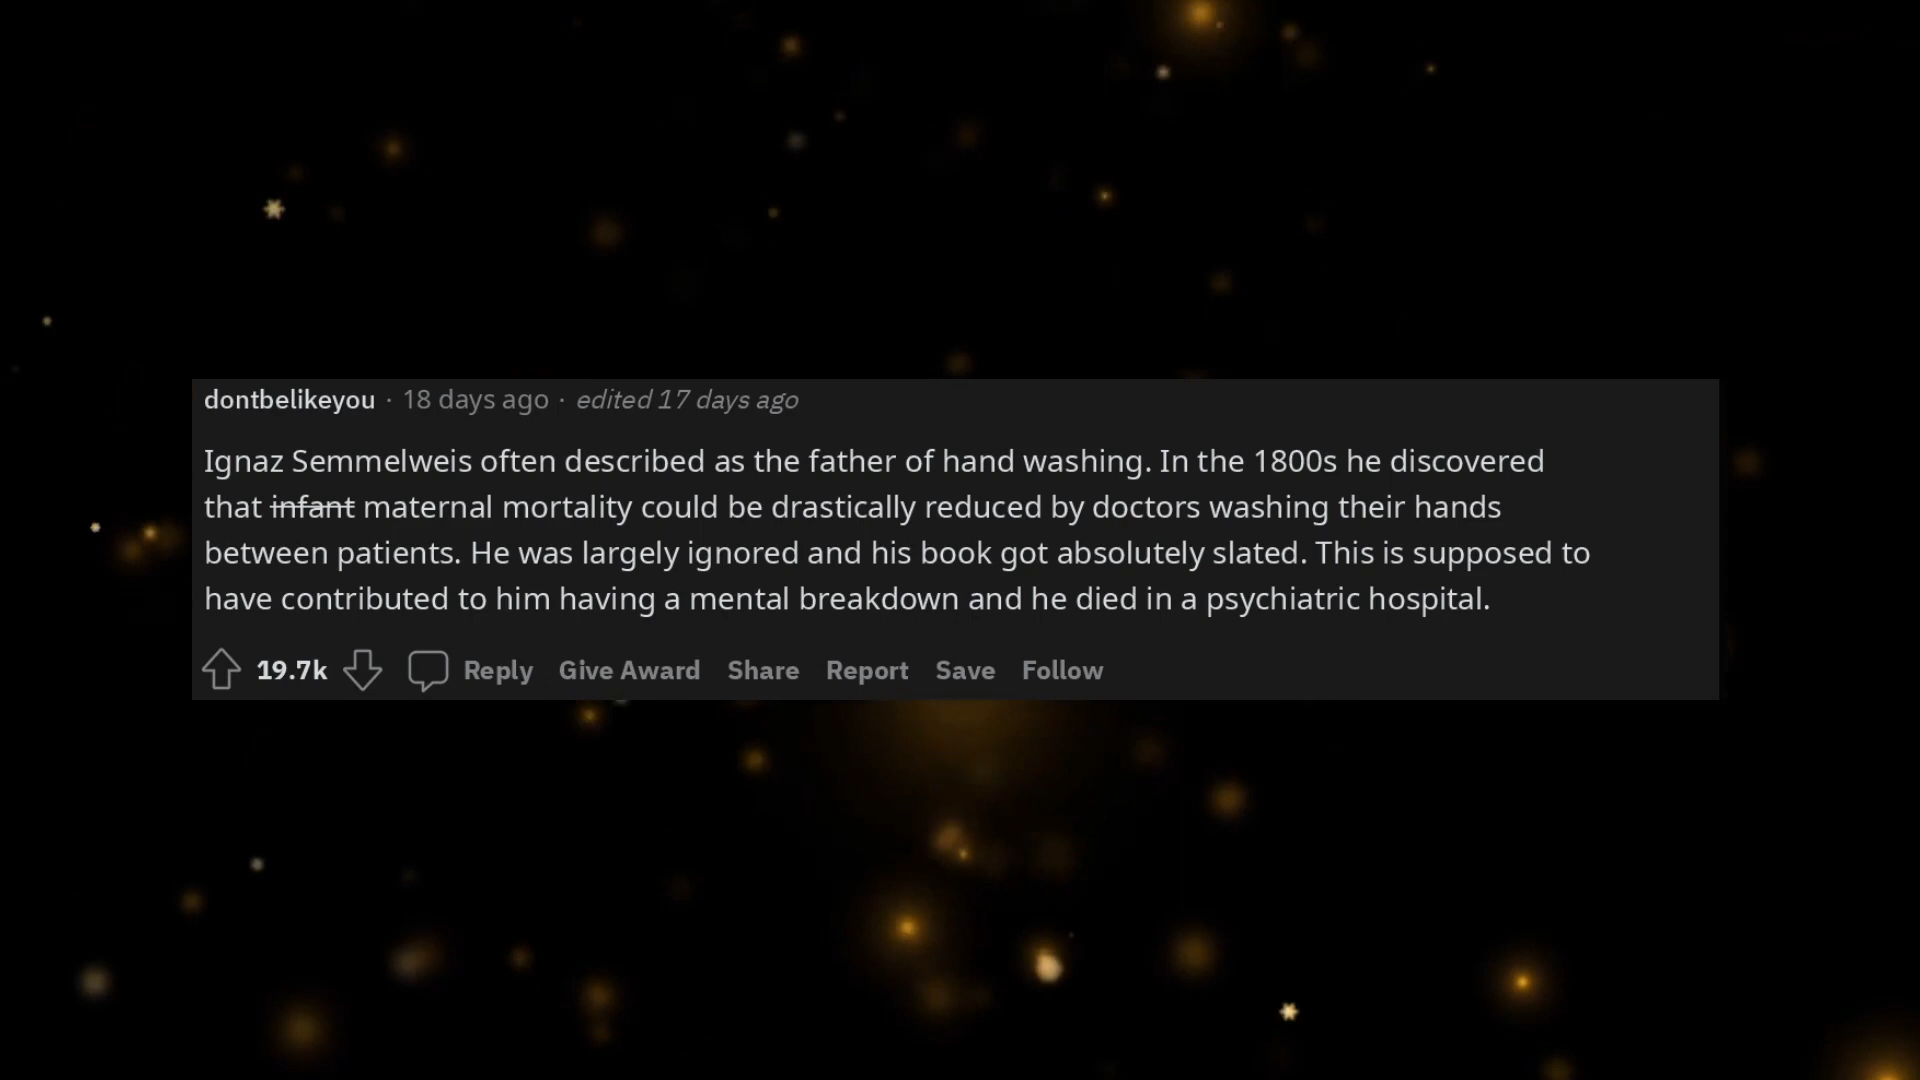 dontbelikeyou · 18 days ago · edited 17 days ago
Ignaz Semmelweis often described as the father of hand washing. In the 1800s he discovered
that infant maternal mortality could be drastically reduced by doctors washing their hands
between patients. He was largely ignored and his book got absolutely slated. This is supposed to
have contributed to him having a mental breakdown and he died in a psychiatric hospital.
19.7k Reply Give Award Share Report Save Follow